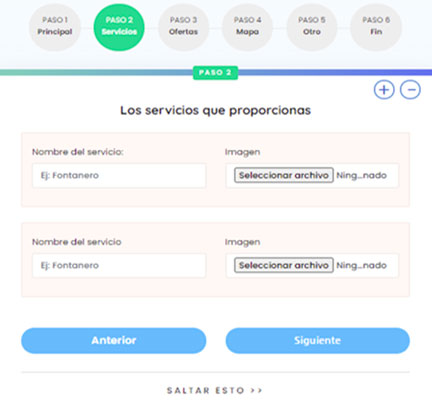 PASO 1 PASO 2 PASO 3 PASO 4 PASO 5 PASO 6
Principal Servicios Ofertas Mapa Otro Fin
PASO 2
+ −
Los servicios que proporcionas
Nombre del servicio: Imagen
Ej: Fontanero Seleccionar archivo Ning...nado
Nombre del servicio Imagen
Ej: Fontanero Seleccionar archivo Ning...nado
Anterior Siguiente
SALTAR ESTO >>